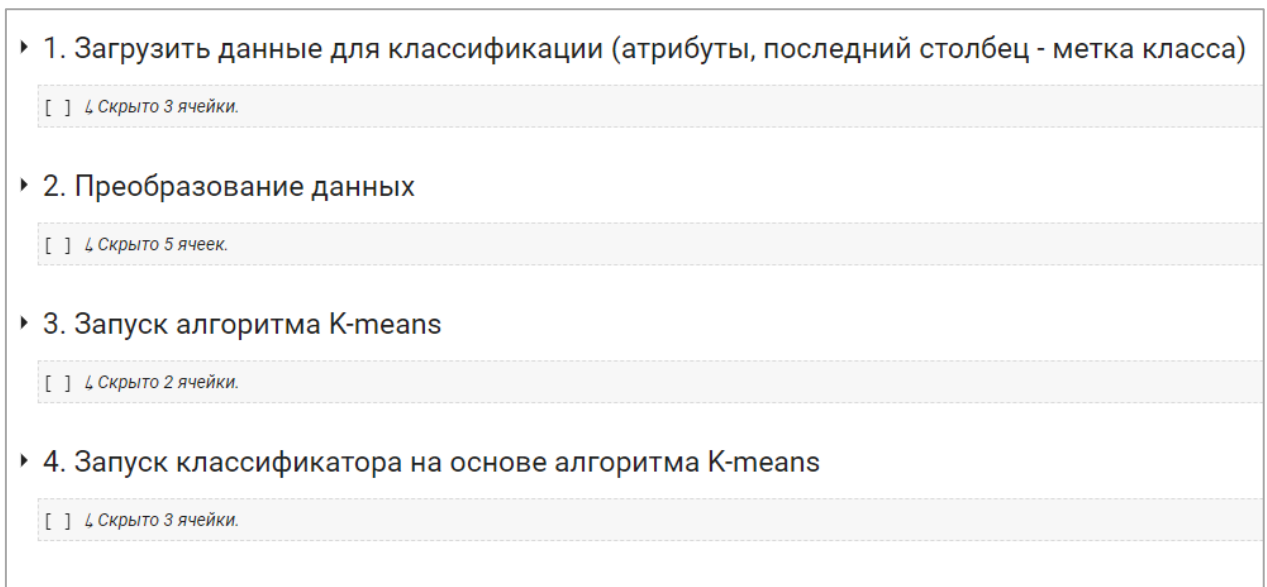 1. Загрузить данные для классификации (атрибуты, последний столбец - метка класса)
[ ] ↳ Скрыто 3 ячейки.
2. Преобразование данных
[ ] ↳ Скрыто 5 ячеек.
3. Запуск алгоритма K-means
[ ] ↳ Скрыто 2 ячейки.
4. Запуск классификатора на основе алгоритма K-means
[ ] ↳ Скрыто 3 ячейки.